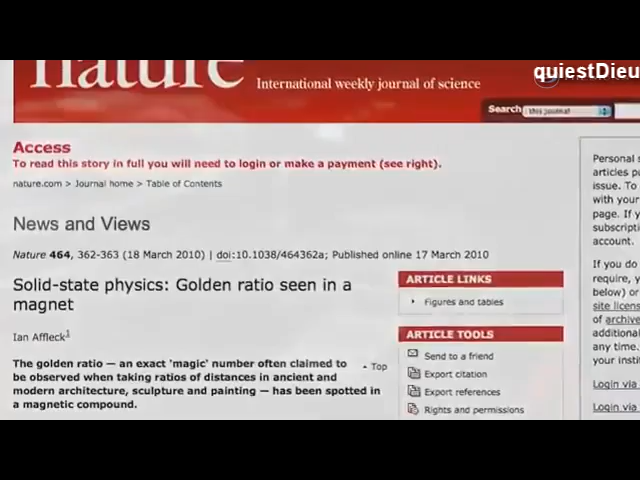 nature
International weekly journal of science
quiestDieu
Search this journal
Access
To read this story in full you will need to login or make a payment (see right).
nature.com > Journal home > Table of Contents
News and Views
Nature 464, 362-363 (18 March 2010) | doi:10.1038/464362a; Published online 17 March 2010
Solid-state physics: Golden ratio seen in a
magnet
Ian Affleck1
The golden ratio — an exact 'magic' number often claimed to
be observed when taking ratios of distances in ancient and
modern architecture, sculpture and painting — has been spotted in
a magnetic compound.
Top
ARTICLE LINKS
Figures and tables
ARTICLE TOOLS
Send to a friend
Export citation
Export references
Rights and permissions
Personal s
articles pu
issue. To
with your
page. If y
subscripti
account.
If you do
require, y
below) or
site licens
of archive
additional
any time.
your insti
Login via
Login via